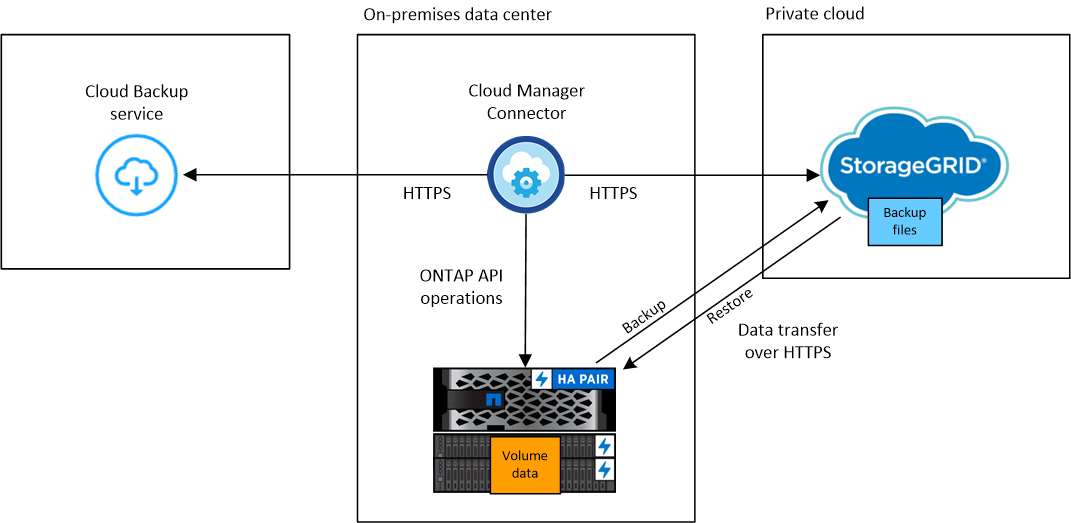 On-premises data center
Private cloud
Cloud Backup
service
Cloud Manager
Connector
StorageGRID®
Backup
files
HTTPS
HTTPS
ONTAP API
operations
Backup
Restore
Data transfer
over HTTPS
HA PAIR
Volume
data